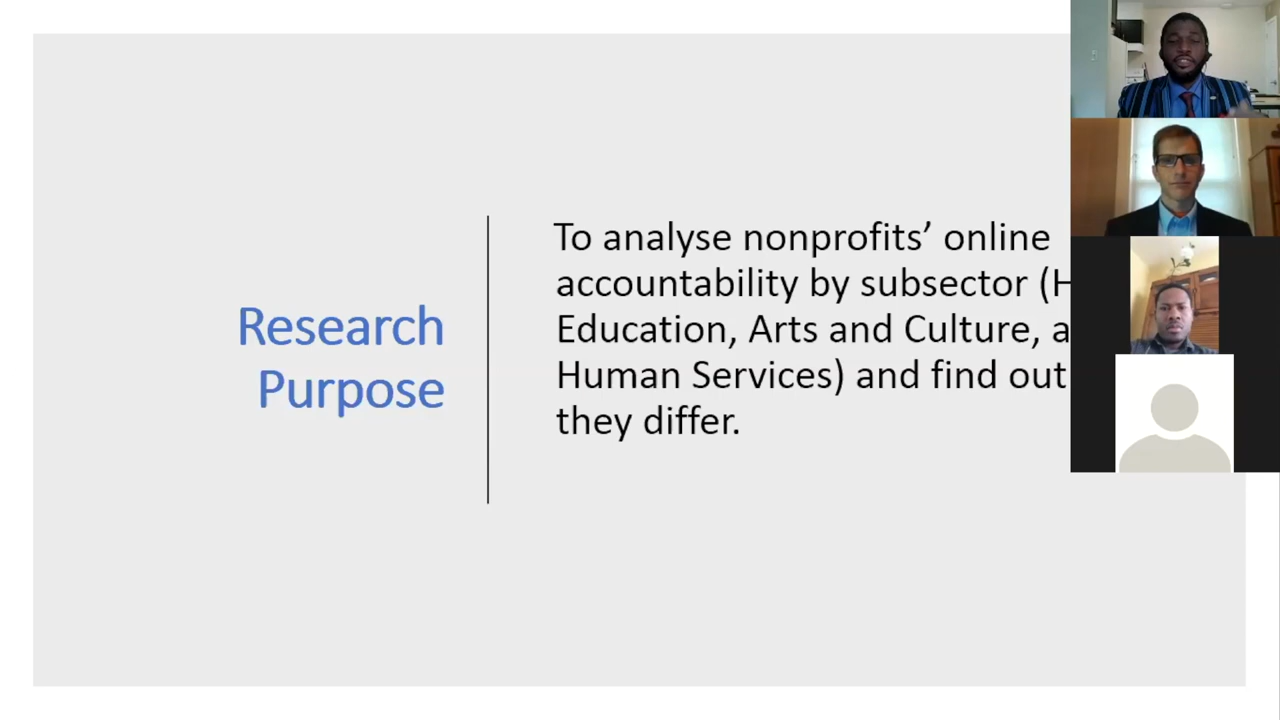 Research
Purpose
To analyse nonprofits’ online
accountability by subsector
Education, Arts and Culture,
Human Services) and find out
they differ.